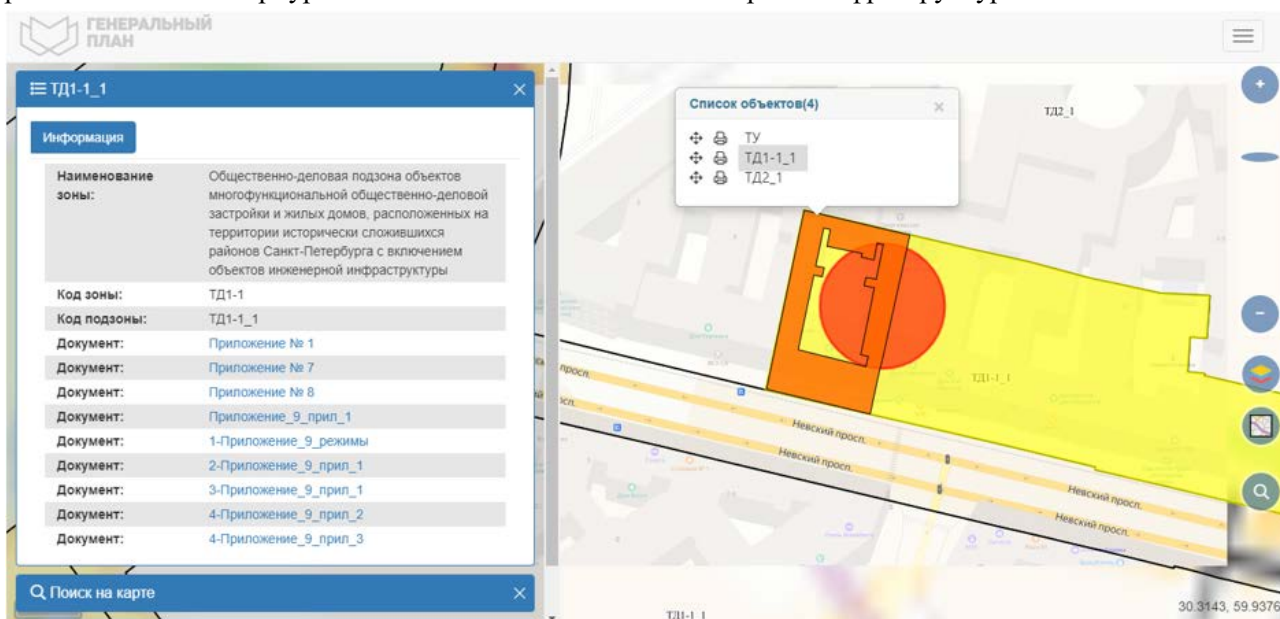 ГЕНЕРАЛЬНЫЙ
ПЛАН
ТД1-1_1
Информация
Наименование зоны:
Общественно-деловая подзона объектов
многофункциональной общественно-деловой
застройки и жилых домов, расположенных на
территории исторически сложившихся
районов Санкт-Петербурга с включением
объектов инженерной инфраструктуры
Код зоны: ТД1-1
Код подзоны: ТД1-1_1
Документ: Приложение № 1
Документ: Приложение № 7
Документ: Приложение № 8
Документ: Приложение_9_прил_1
Документ: 1-Приложение_9_режимы
Документ: 2-Приложение_9_прил_1
Документ: 3-Приложение_9_прил_1
Документ: 4-Приложение_9_прил_2
Документ: 4-Приложение_9_прил_3
Поиск на карте
Список объектов(4)
ТУ
ТД1-1_1
ТД2_1
ТД2_1
ТД1-1_1
просп.
Невский просп.
Невский просп.
Невский просп.
Невский просп.
ТД1-1_1
30.3143, 59.9376